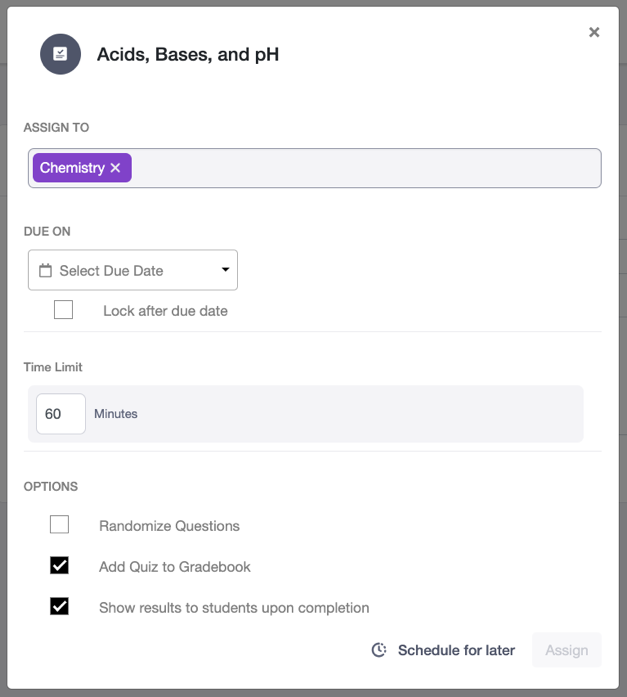 Acids, Bases, and pH
ASSIGN TO
Chemistry
DUE ON
Select Due Date
Lock after due date
Time Limit
60 Minutes
OPTIONS
Randomize Questions
Add Quiz to Gradebook
Show results to students upon completion
Schedule for later Assign